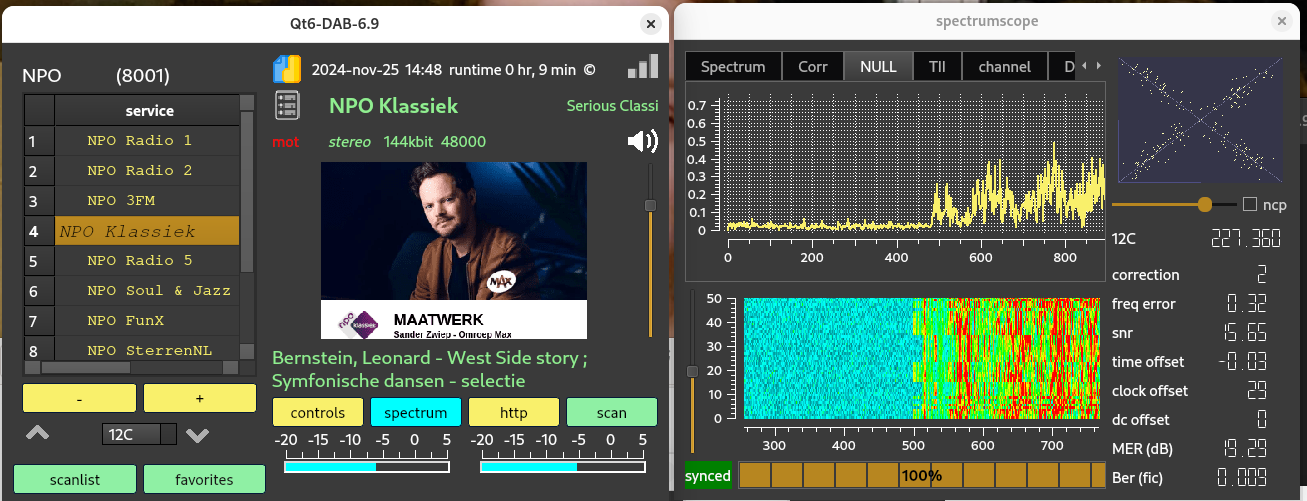 Qt6-DAB-6.9
NPO (8001)
service
1 NPO Radio 1
2 NPO Radio 2
3 NPO 3FM
4 NPO Klassiek
5 NPO Radio 5
6 NPO Soul & Jazz
7 NPO FunX
8 NPO SterrenNL
- +
12C
scanlist favorites
2024-nov-25 14:48 runtime 0 hr, 9 min ©
NPO Klassiek Serious Classi
mot stereo 144kbit 48000
MAX
NPO Klassiek
MAATWERK
Sander Zwiep - Omroep Max
Bernstein, Leonard - West Side story ;
Symfonische dansen - selectie
controls spectrum http scan
-20 -15 -10 -5 0 5 -20 -15 -10 -5 0 5
spectrumscope
Spectrum Corr NULL TII channel D
0.7
0.6
0.5
0.4
0.3
0.2
0.1
0
0 200 400 600 800
50
40
30
20
10
0
300 400 500 600 700
synced 100%
ncp
12C 227.360
correction 2
freq error 0.32
snr 15.65
time offset -0.03
clock offset 29
dc offset 0
MER (dB) 19.29
Ber (fic) 0.009